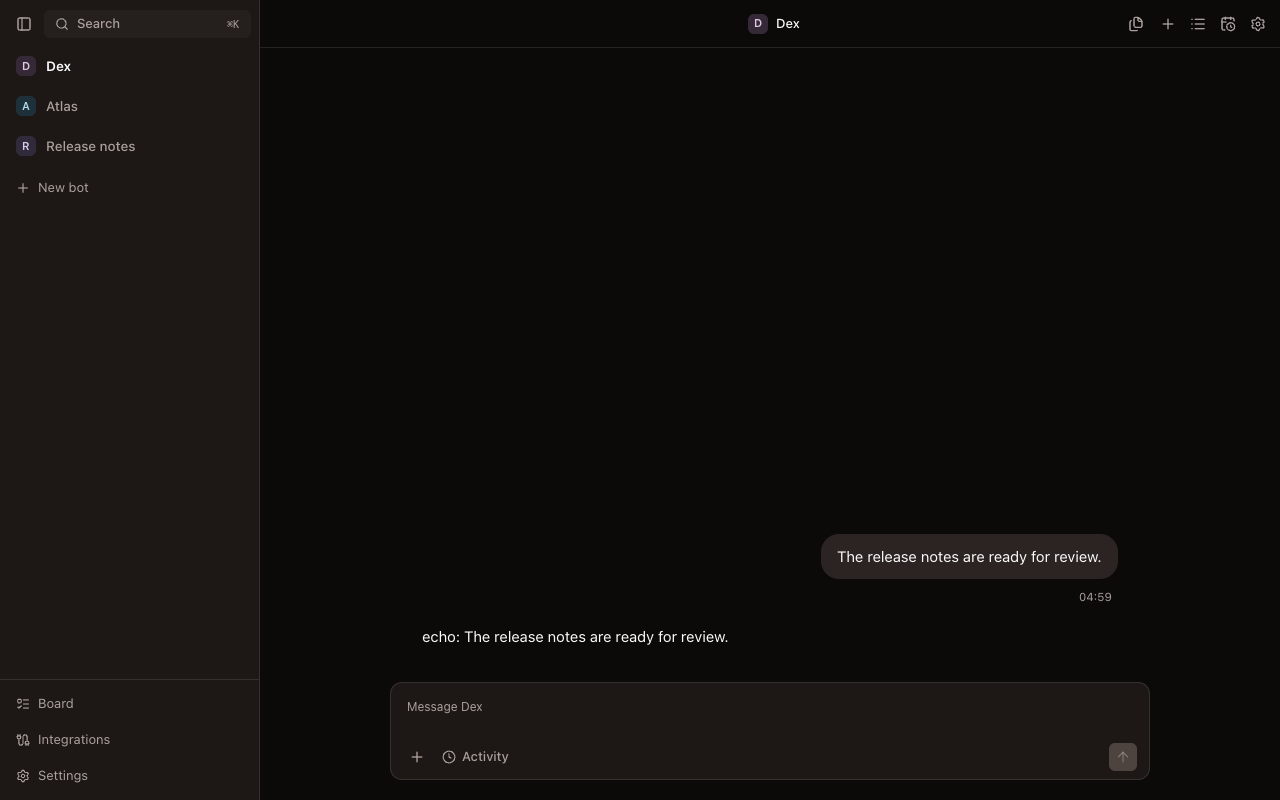 Search ⌘K
D Dex
A Atlas
R Release notes
New bot
Board
Integrations
Settings
D Dex
The release notes are ready for review.
04:59
echo: The release notes are ready for review.
Message Dex
Activity